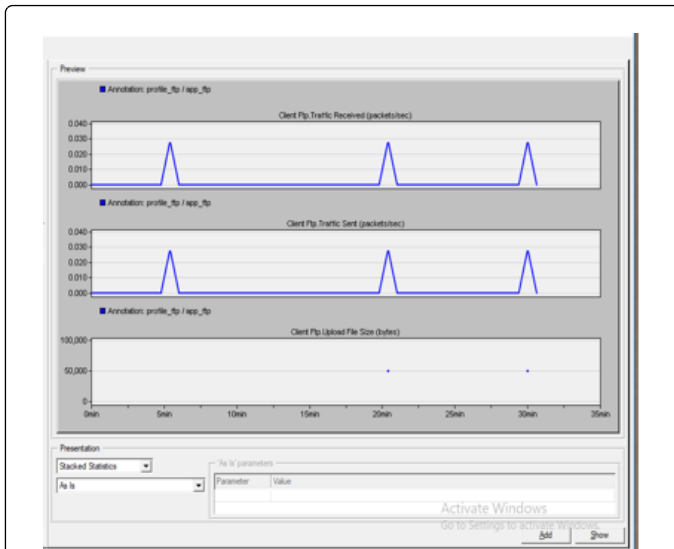 Preview
Annotation: profile_ftp / app_ftp
Client Ftp.Traffic Received (packets/sec)
0.040
0.030
0.020
0.010
0.000
Annotation: profile_ftp / app_ftp
Client Ftp.Traffic Sent (packets/sec)
0.040
0.030
0.020
0.010
0.000
Annotation: profile_ftp / app_ftp
Client Ftp.Upload File Size (bytes)
100,000
50,000
0
0min 5min 10min 15min 20min 25min 30min 35min
Presentation
Stacked Statistics
As Is
'As Is' parameters
Parameter Value
Activate Windows
Go to Settings to activate Windows.
Add Show